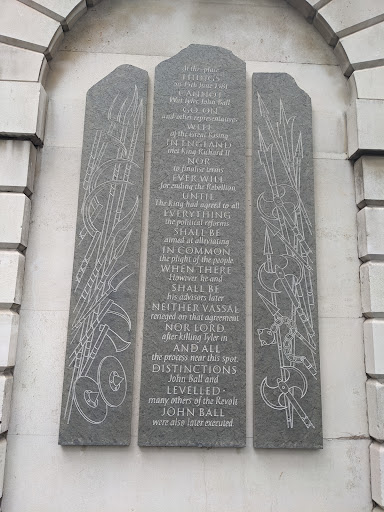 At this place
THINGS
on 15th June 1381
CANNOT
Wat Tyler, John Ball
GO ON
and other representatives
WELL
of the Great Rising
IN ENGLAND
met King Richard II
NOR
to finalise terms
EVER WILL
for ending the Rebellion.
UNTIL
The King had agreed to all
EVERYTHING
the political reforms
SHALL BE
aimed at alleviating
IN COMMON
the plight of the people.
WHEN THERE
However he and
SHALL BE
his advisors later
NEITHER VASSAL
reneged on that agreement
NOR LORD
after killing Tyler in
AND ALL
the process near this spot.
DISTINCTIONS
John Ball and
LEVELLED ·
many others of the Revolt
JOHN BALL
were also later executed